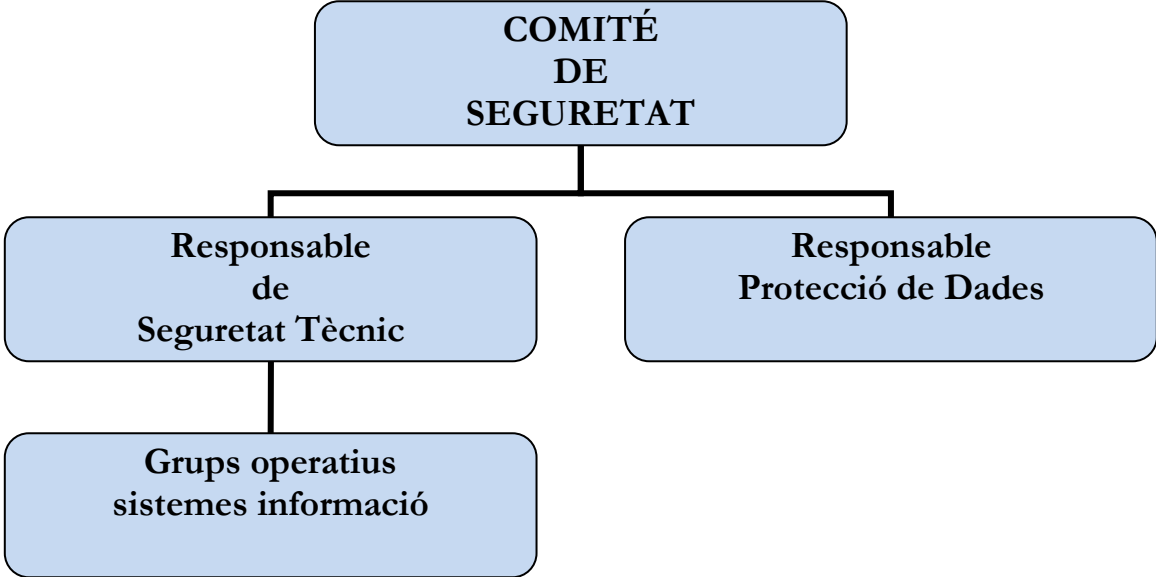 COMITÉ
DE
SEGURETAT
Responsable
de
Seguretat Tècnic
Responsable
Protecció de Dades
Grups operatius
sistemes informació